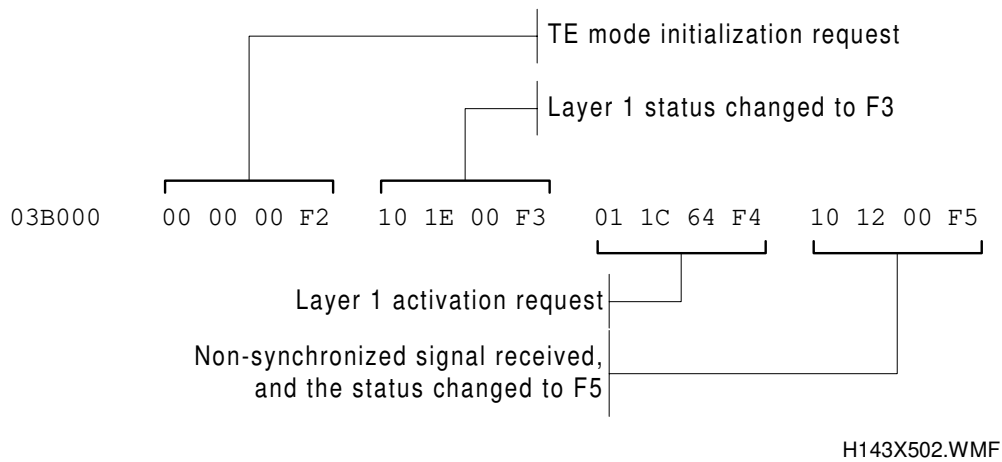 TE mode initialization request
Layer 1 status changed to F3
03B000 00 00 00 F2 10 1E 00 F3 01 1C 64 F4 10 12 00 F5
Layer 1 activation request
Non-synchronized signal received,
and the status changed to F5
H143X502.WMF